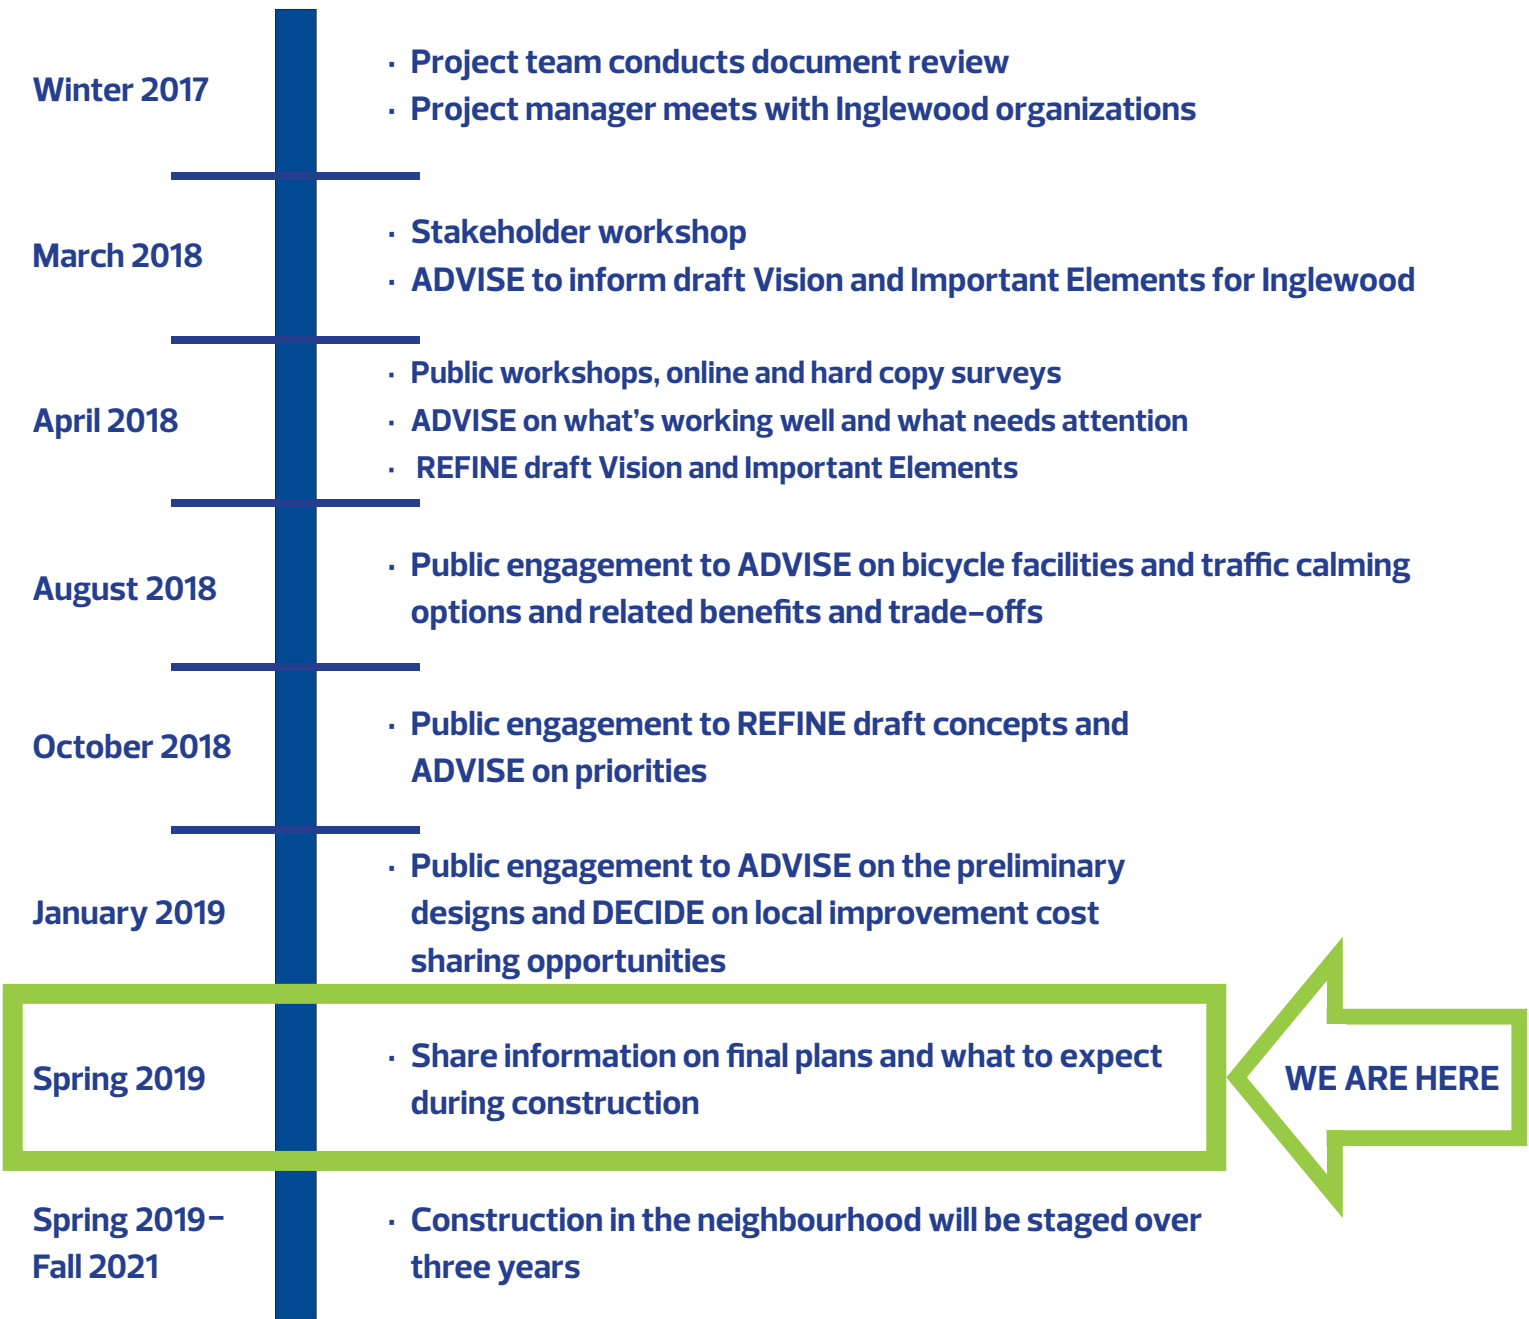 Winter 2017
· Project team conducts document review
· Project manager meets with Inglewood organizations
March 2018
· Stakeholder workshop
· ADVISE to inform draft Vision and Important Elements for Inglewood
April 2018
· Public workshops, online and hard copy surveys
· ADVISE on what's working well and what needs attention
· REFINE draft Vision and Important Elements
August 2018
· Public engagement to ADVISE on bicycle facilities and traffic calming
options and related benefits and trade-offs
October 2018
· Public engagement to REFINE draft concepts and
ADVISE on priorities
January 2019
· Public engagement to ADVISE on the preliminary
designs and DECIDE on local improvement cost
sharing opportunities
Spring 2019
· Share information on final plans and what to expect
during construction
WE ARE HERE
Spring 2019-
Fall 2021
· Construction in the neighbourhood will be staged over
three years